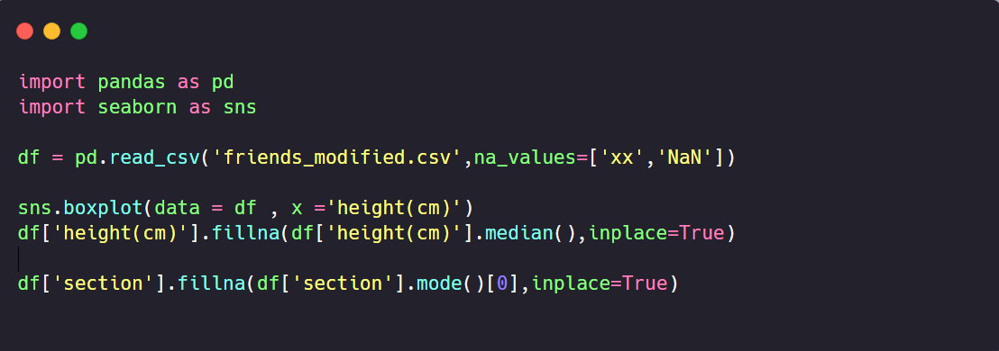 import pandas as pd
import seaborn as sns
df = pd.read_csv('friends_modified.csv',na_values=['xx','NaN'])
sns.boxplot(data = df , x ='height(cm)')
df['height(cm)'].fillna(df['height(cm)'].median(),inplace=True)
df['section'].fillna(df['section'].mode()[0],inplace=True)